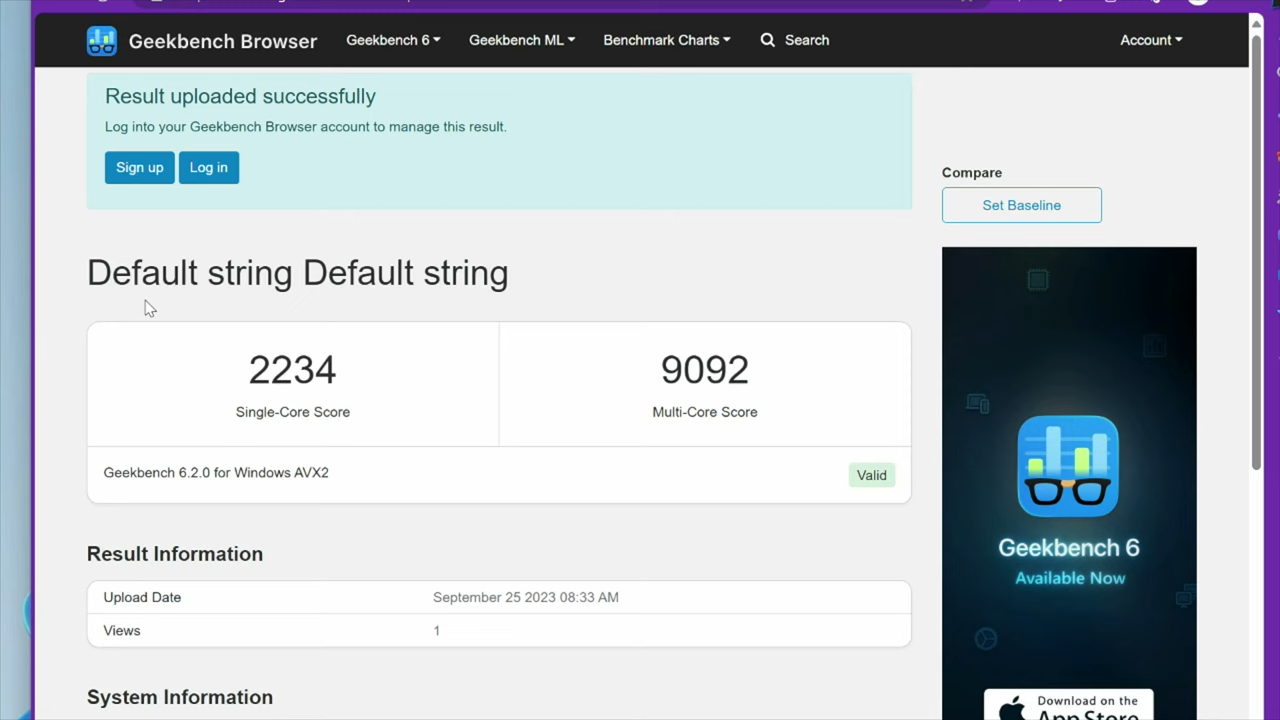 Geekbench Browser
Geekbench 6
Geekbench ML
Benchmark Charts
Search
Account
Result uploaded successfully
Log into your Geekbench Browser account to manage this result.
Sign up
Log in
Compare
Set Baseline
Default string Default string
2234
Single-Core Score
9092
Multi-Core Score
Geekbench 6.2.0 for Windows AVX2
Valid
Result Information
Upload Date
September 25 2023 08:33 AM
Views
1
System Information
Geekbench 6
Available Now
Download on the
App Store